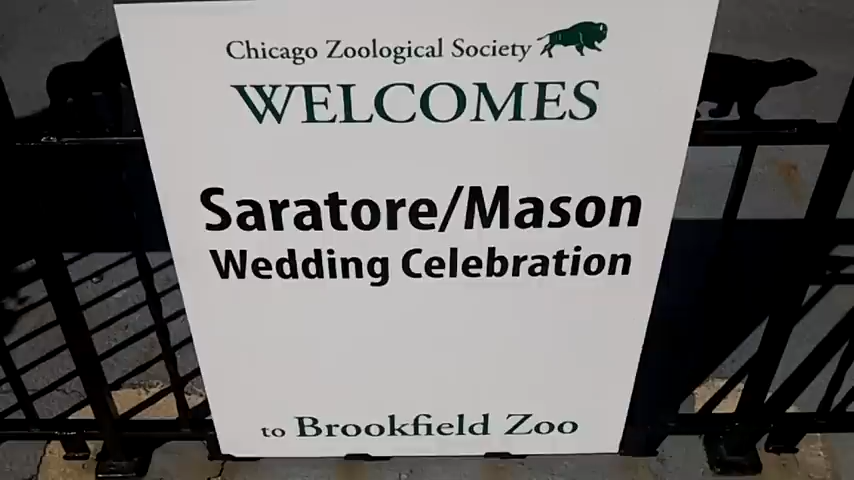 Chicago Zoological Society
WELCOMES
Saratore/Mason
Wedding Celebration
to Brookfield Zoo